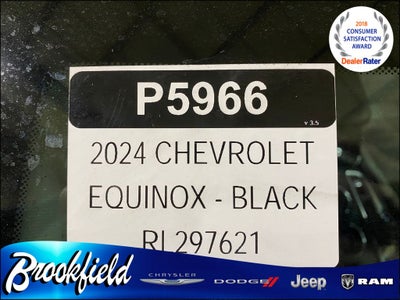 2018
CONSUMER
SATISFACTION
AWARD
DealerRater
P5966
v 3.5
2024 CHEVROLET
EQUINOX - BLACK
RL297621
Brookfield
CHRYSLER
DODGE
Jeep
RAM